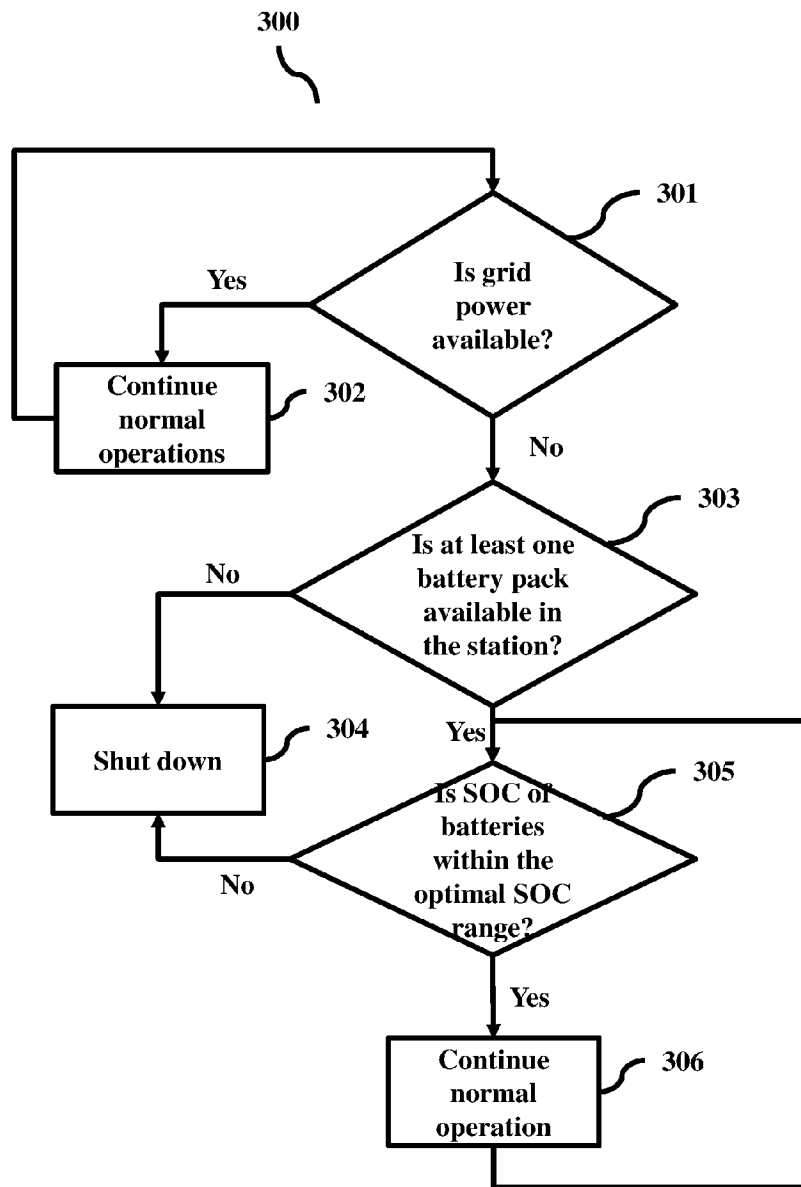 300
301
Is grid
power
available?
Yes
Continue
normal
operations
302
No
303
Is at least one
battery pack
available in
the station?
No
304
Shut down
Yes
305
Is SOC of
batteries
within the
optimal SOC
range?
No
Yes
Continue
normal
operation
306